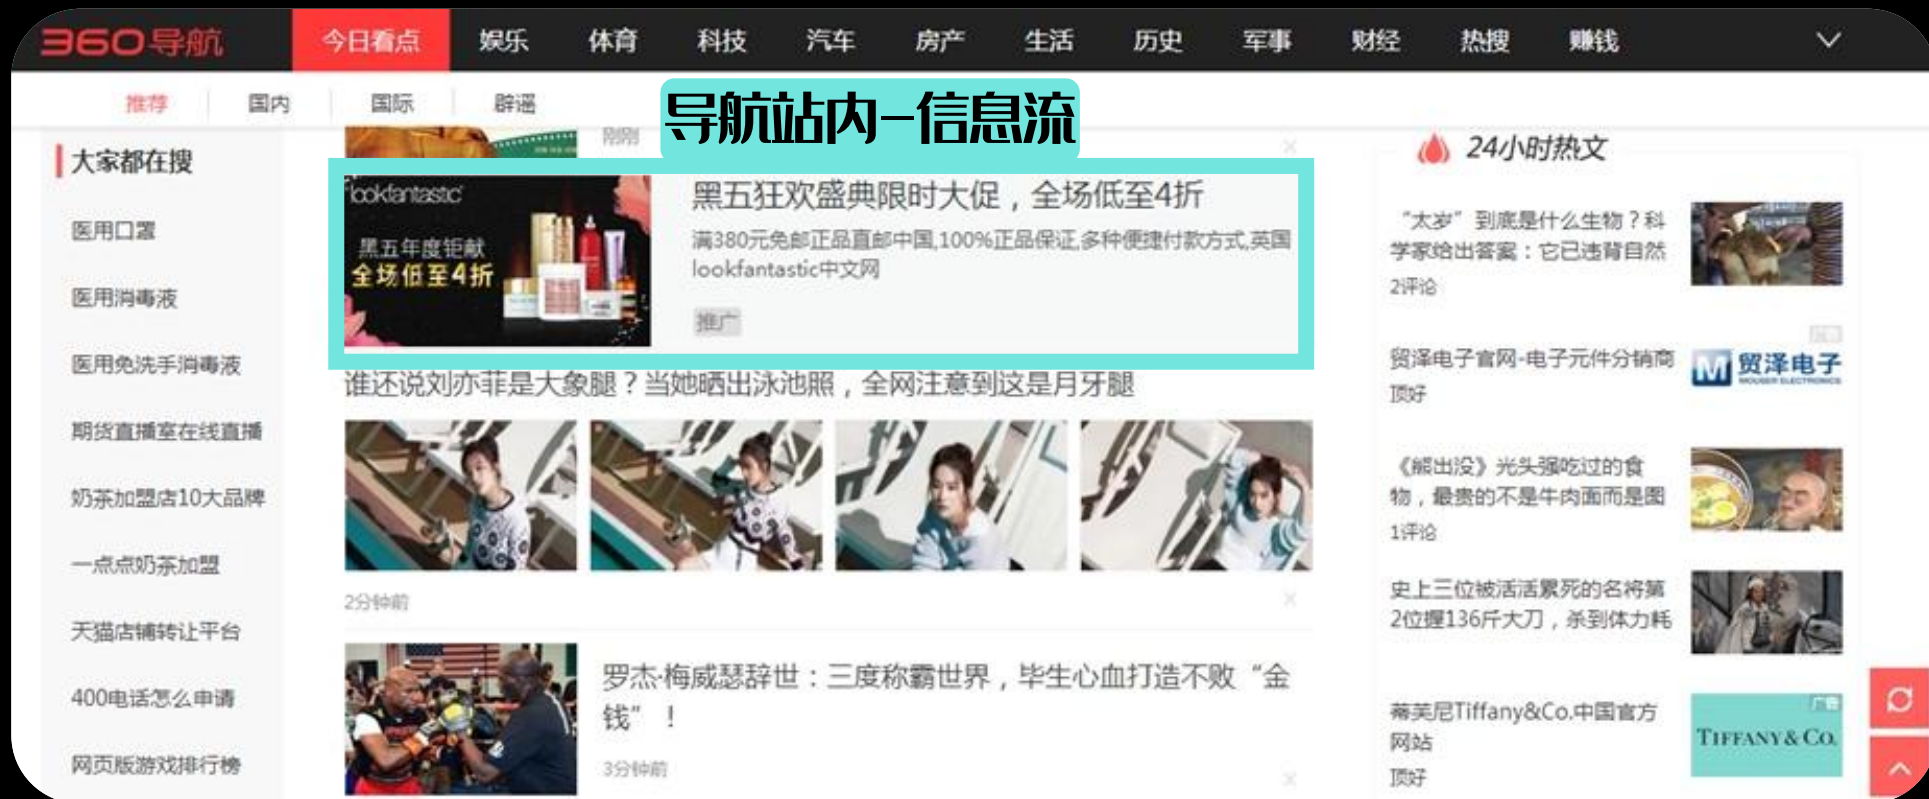 360导航
今日看点 娱乐 体育 科技 汽车 房产 生活 历史 军事 财经 热搜 赚钱
推荐 国内 国际 辟谣
导航站内-信息流
大家都在搜
医用口罩
医用消毒液
医用免洗手消毒液
期货直播室在线直播
奶茶加盟店10大品牌
一点点奶茶加盟
天猫店铺转让平台
400电话怎么申请
网页版游戏排行榜
刚刚
lookfantastic
黑五年度钜献
全场低至4折
黑五狂欢盛典限时大促，全场低至4折
满380元免邮正品直邮中国,100%正品保证,多种便捷付款方式,英国
lookfantastic中文网
推广
谁还说刘亦菲是大象腿？当她晒出泳池照，全网注意到这是月牙腿
2分钟前
罗杰·梅威瑟辞世：三度称霸世界，毕生心血打造不败“金
钱”！
3分钟前
24小时热文
“太岁”到底是什么生物？科
学家给出答案：它已违背自然
2评论
贸泽电子官网-电子元件分销商
顶好
广告
M 贸泽电子
MOUSER ELECTRONICS
《熊出没》光头强吃过的食
物，最贵的不是牛肉面而是图
1评论
史上三位被活活累死的名将第
2位握136斤大刀，杀到体力耗
蒂芙尼Tiffany&Co.中国官方
网站
顶好
广告
TIFFANY & CO.